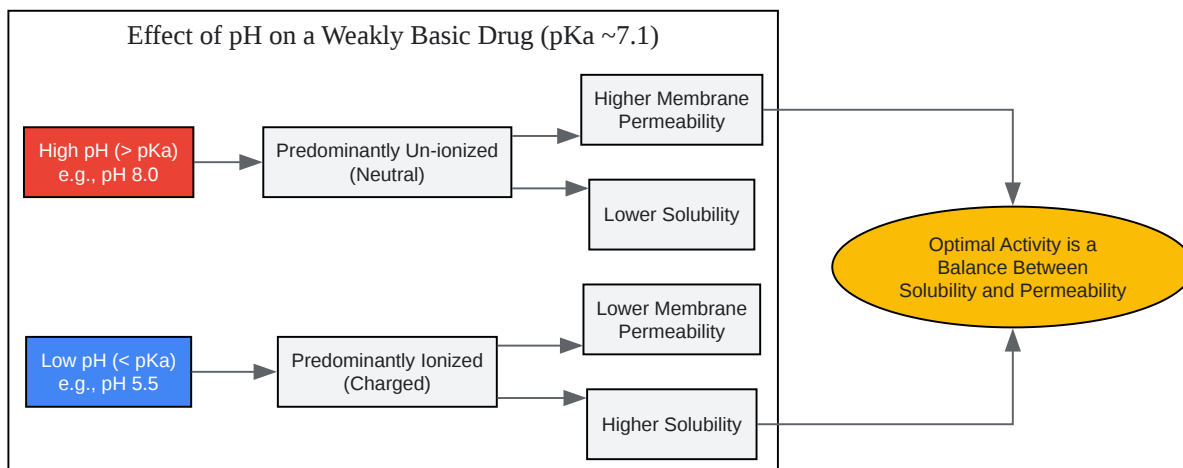 Effect of pH on a Weakly Basic Drug (pKa ~7.1)
High pH (> pKa)
e.g., pH 8.0
Predominantly Un-ionized
(Neutral)
Higher Membrane
Permeability
Lower Solubility
Low pH (< pKa)
e.g., pH 5.5
Predominantly Ionized
(Charged)
Lower Membrane
Permeability
Higher Solubility
Optimal Activity is a
Balance Between
Solubility and Permeability